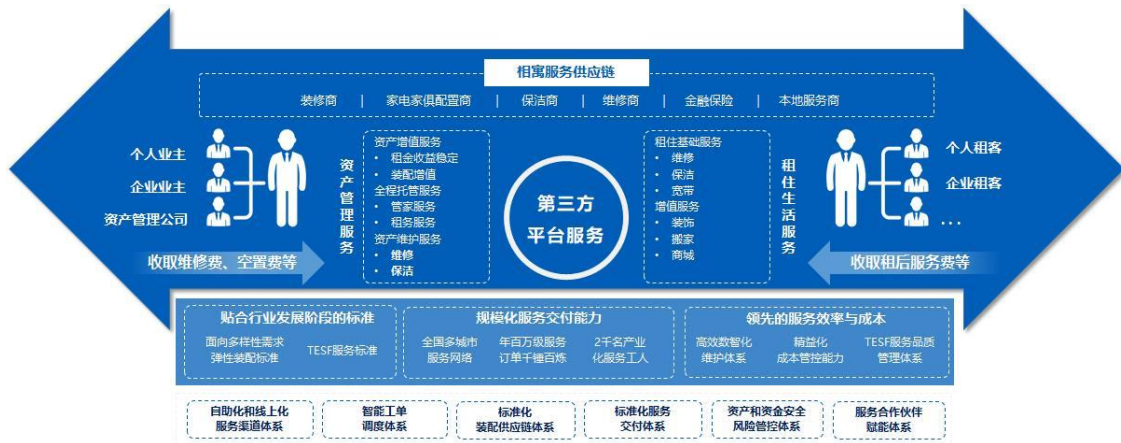 相寓服务供应链
装修商 | 家电家俱配置商 | 保洁商 | 维修商 | 金融保险 | 本地服务商
个人业主
企业业主
资产管理公司
收取维修费、空置费等
资产管理服务
资产增值服务
• 租金收益稳定
• 装配增值
全程托管服务
• 管家服务
• 租务服务
资产维护服务
• 维修
• 保洁
第三方
平台服务
租住基础服务
• 维修
• 保洁
• 宽带
增值服务
• 装饰
• 搬家
• 商城
租住生活服务
个人租客
企业租客
...
收取租后服务费等
贴合行业发展阶段的标准
面向多样性需求
弹性装配标准
TESF服务标准
规模化服务交付能力
全国多城市
服务网络
年百万级服务
订单千锤百炼
2千名产业
化服务工人
领先的服务效率与成本
高效数智化
维护体系
精益化
成本管控能力
TESF服务品质
管理体系
自助化和线上化
服务渠道体系
智能工单
调度体系
标准化
装配供应链体系
标准化服务
交付体系
资产和资金安全
风险管控体系
服务合作伙伴
赋能体系